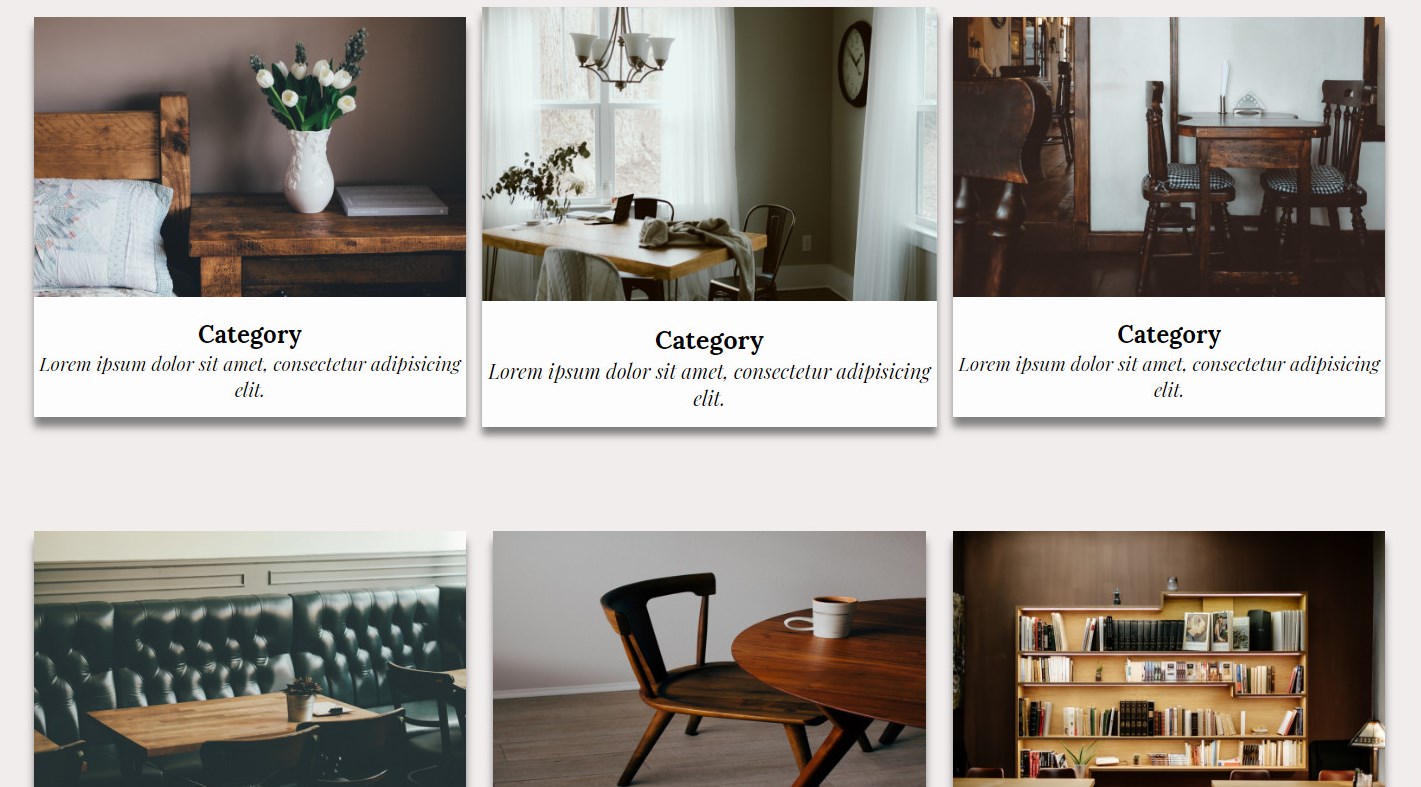 Category
Lorem ipsum dolor sit amet, consectetur adipisicing
elit.
Category
Lorem ipsum dolor sit amet, consectetur adipisicing
elit.
Category
Lorem ipsum dolor sit amet, consectetur adipisicing
elit.